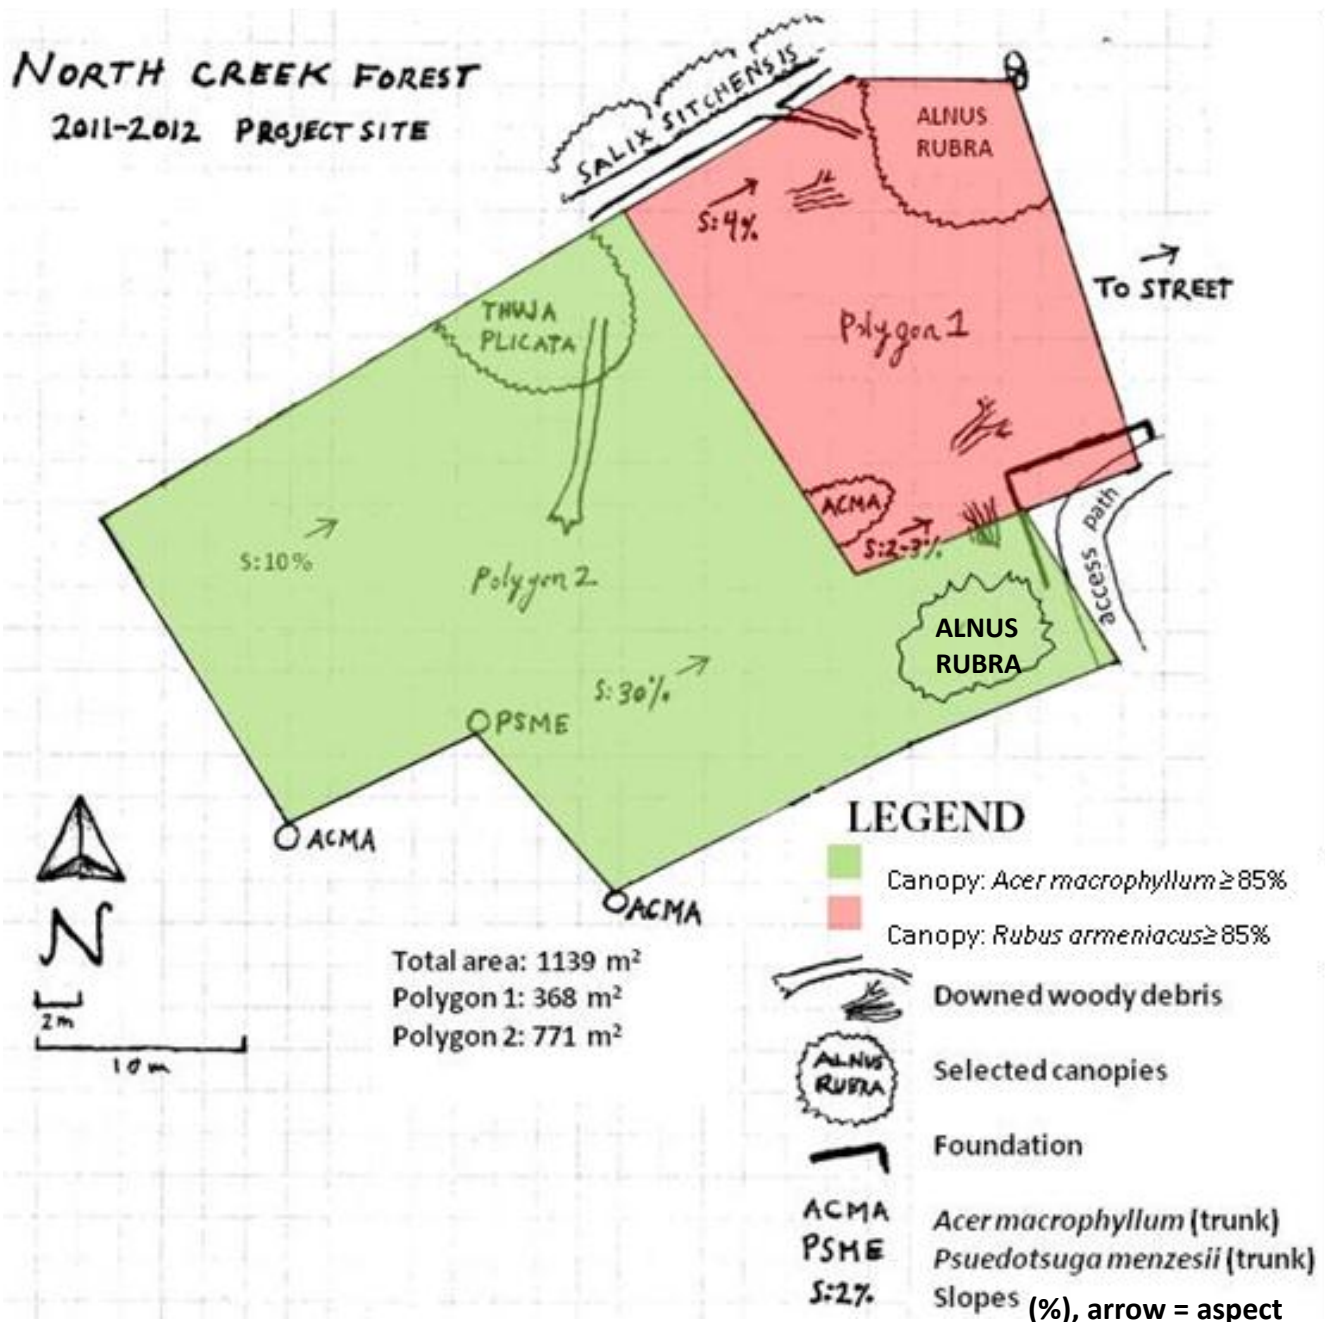 NORTH CREEK FOREST
2011-2012 PROJECT SITE
SALIX SITCHENSIS
ALNUS
RUBRA
S:4%
TO STREET
THUJA
PLICATA
Polygon 1
ACMA
S:2-3%
access path
S:10%
Polygon 2
ALNUS
RUBRA
S:30%
PSME
ACMA
ACMA
N
2m
10m
Total area: 1139 m²
Polygon 1: 368 m²
Polygon 2: 771 m²
LEGEND
Canopy: Acer macrophyllum≥85%
Canopy: Rubus armeniacus≥85%
Downed woody debris
ALNUS
RUBRA
Selected canopies
Foundation
ACMA Acer macrophyllum (trunk)
PSME Psuedotsuga menzesii (trunk)
S:2% Slopes (%), arrow = aspect